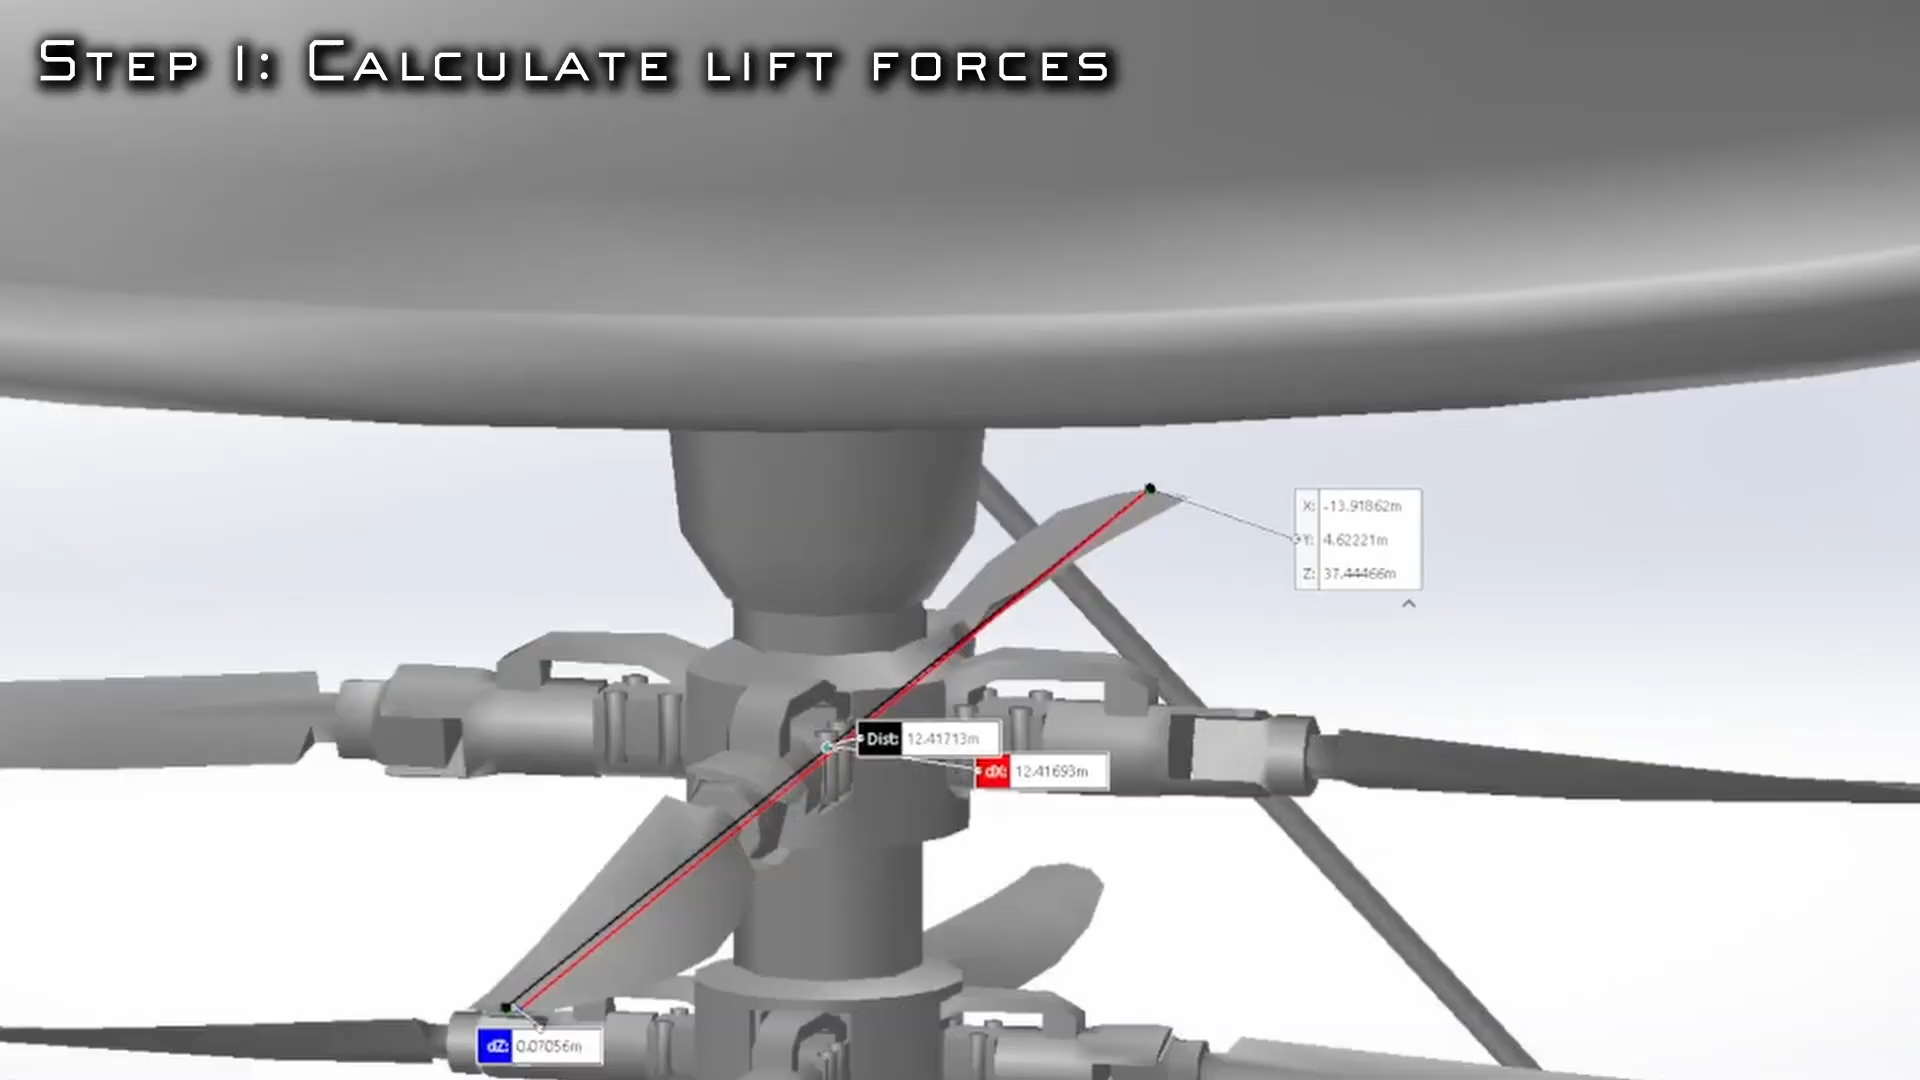 Step 1: Calculate lift forces
X: -13.91862m
Y: 4.62221m
Z: 37.44466m
Dist: 12.41713m
dX: 12.41693m
dZ: 0.07056m